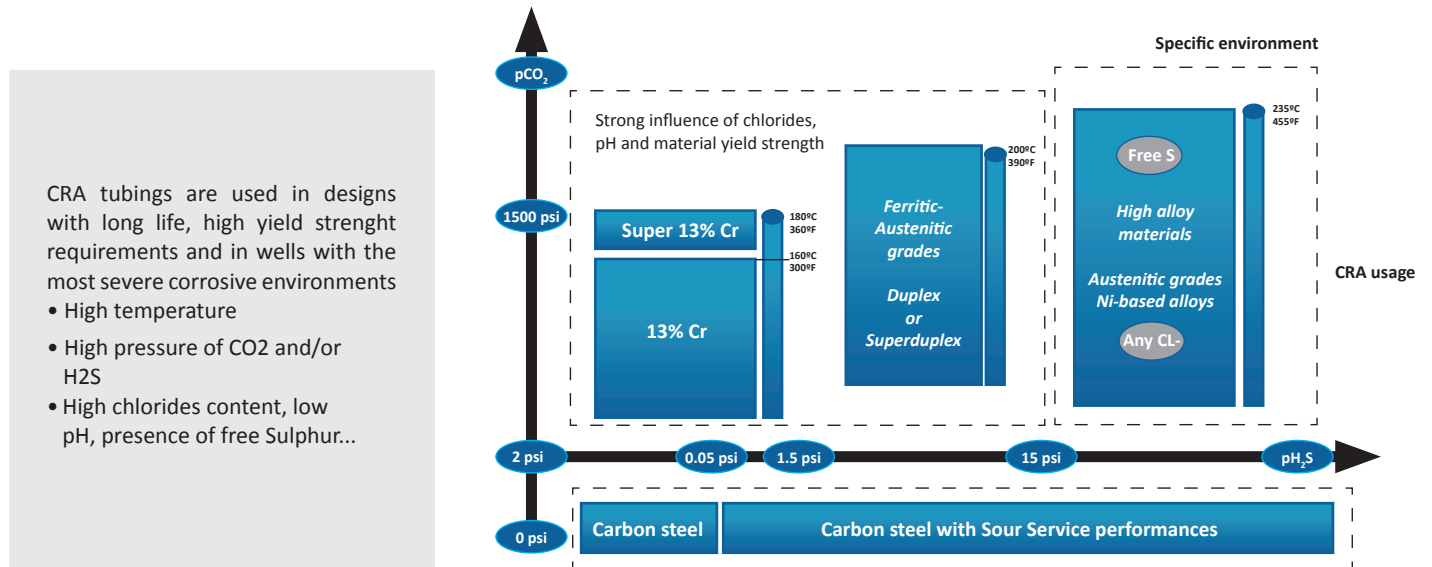 CRA tubings are used in designs
with long life, high yield strenght
requirements and in wells with the
most severe corrosive environments
• High temperature
• High pressure of CO2 and/or
H2S
• High chlorides content, low
pH, presence of free Sulphur...
pCO₂
1500 psi
2 psi
0 psi
Strong influence of chlorides,
pH and material yield strength
Super 13% Cr
13% Cr
180ºC
360ºF
160ºC
300ºF
Ferritic-
Austenitic
grades
Duplex
or
Superduplex
200ºC
390ºF
Specific environment
Free S
High alloy
materials
Austenitic grades
Ni-based alloys
Any CL-
235ºC
455ºF
CRA usage
0.05 psi
1.5 psi
15 psi
pH₂S
Carbon steel
Carbon steel with Sour Service performances